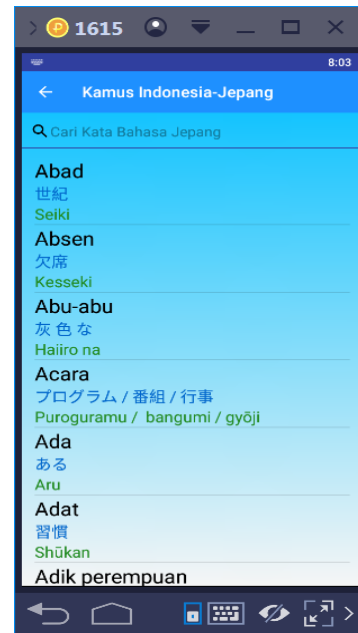 1615
8:03
Kamus Indonesia-Jepang
Cari Kata Bahasa Jepang
Abad
世紀
Seiki
Absen
欠席
Kesseki
Abu-abu
灰 色 な
Haiiro na
Acara
プログラム / 番組 / 行事
Puroguramu / bangumi / gyōji
Ada
ある
Aru
Adat
習慣
Shūkan
Adik perempuan